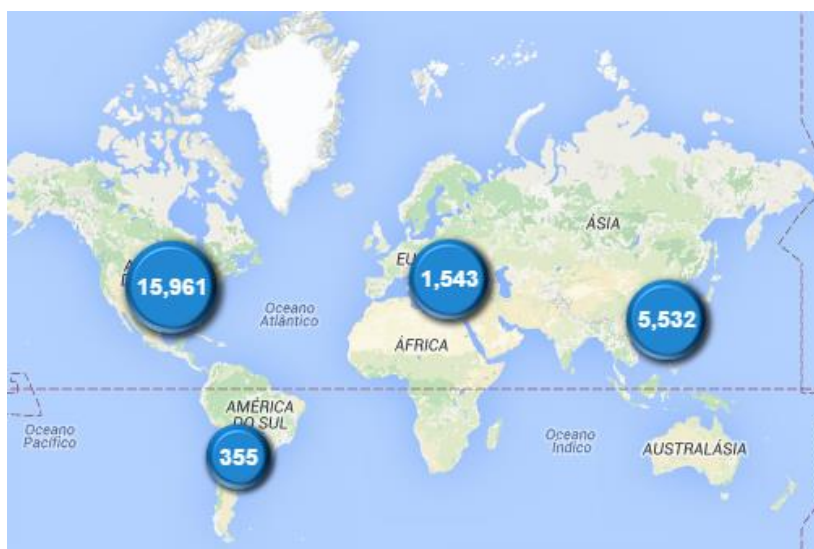 ÁSIA
EU
1,543
15,961
Oceano
Atlântico
5,532
ÁFRICA
AMÉRICA
DO SUL
Oceano
Pacífico
Oceano
Índico
AUSTRALÁSIA
355